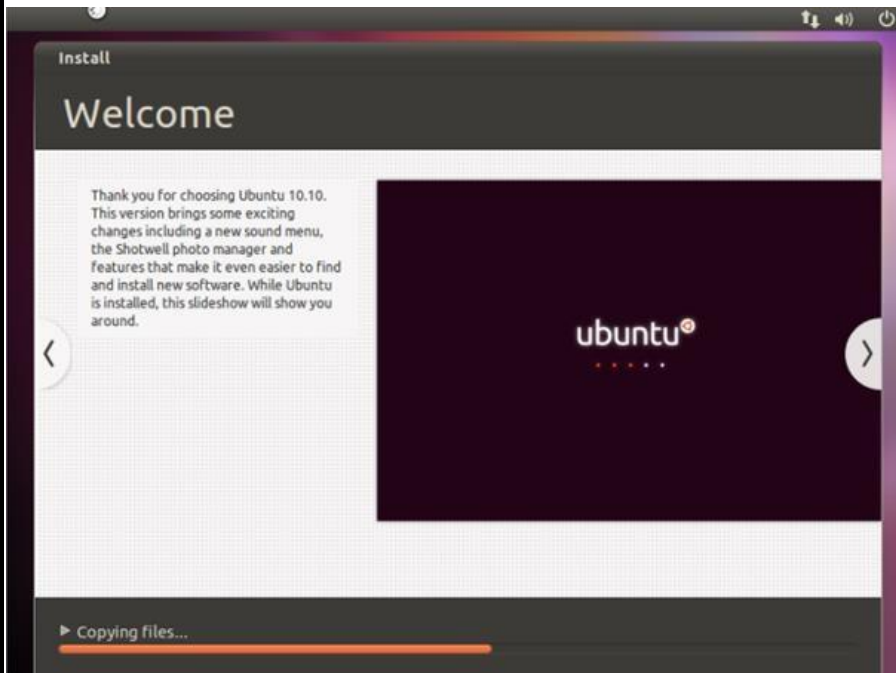 Install
Welcome
Thank you for choosing Ubuntu 10.10.
This version brings some exciting
changes including a new sound menu,
the Shotwell photo manager and
features that make it even easier to find
and install new software. While Ubuntu
is installed, this slideshow will show you
around.
ubuntu
Copying files...